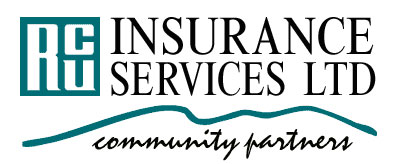 RCU
INSURANCE
SERVICES LTD
community partners